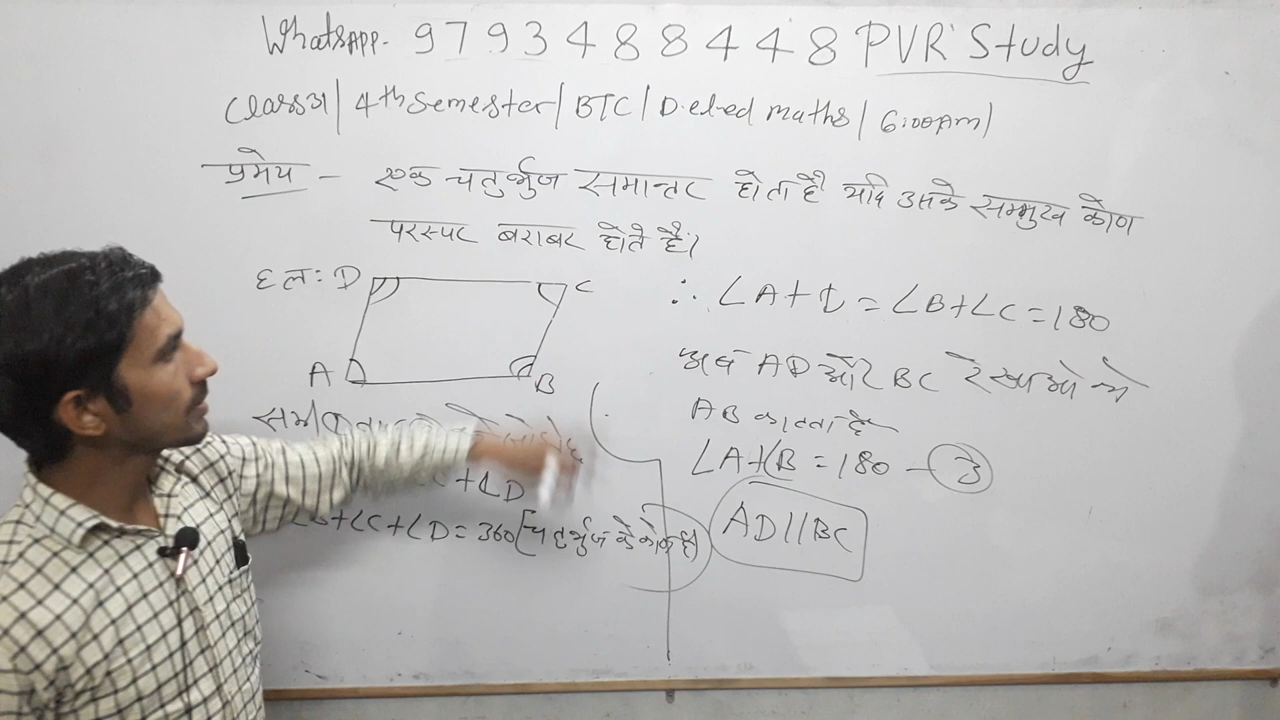 WhatsAPP- 9793488448 PVR Study
Class 31 / 4th Semester / BTC / D.el.ed maths / 6:00Am /
प्रमेय - एक चतुर्भुज समान्तर होता है यदि उसके सम्मुख कोण
परस्पर बराबर होते है।
हल:
D C
A B
+∠D
+∠C+∠D=360 [चतुर्भुज के कोण है]
∴ ∠A+ = ∠B+∠C=180
अब AD और BC रेखाओ को
AB काटता है
∠A+∠B = 180 - 3
AD//BC